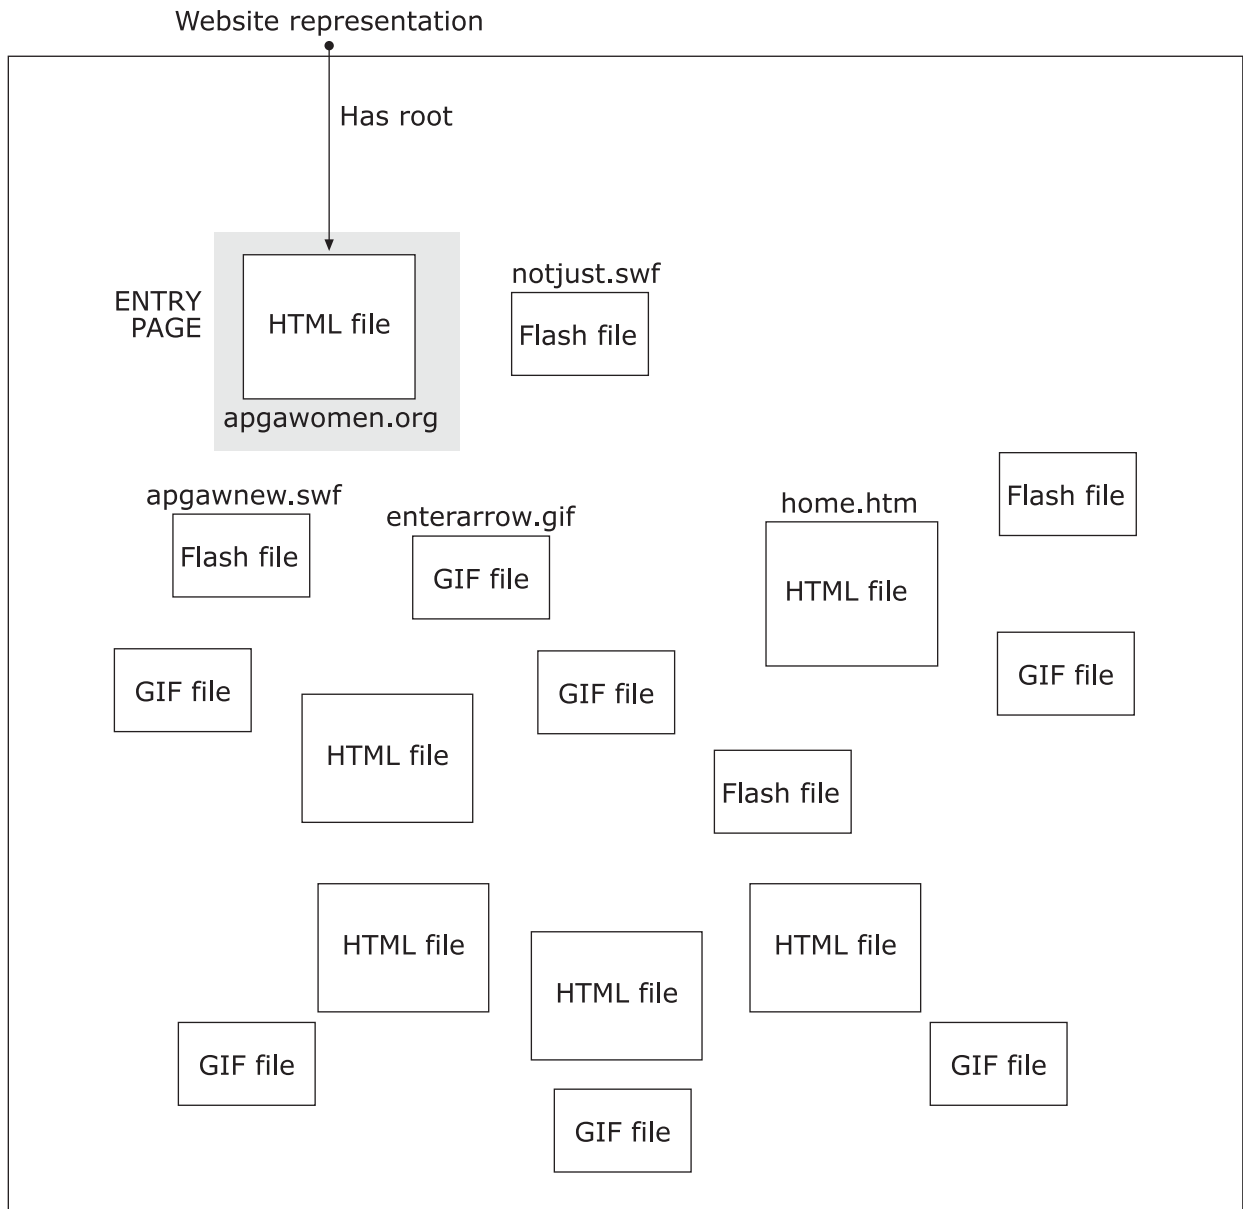 Website representation
Has root
notjust.swf
ENTRY
PAGE
HTML file
Flash file
apgawomen.org
apgawnew.swf
enterarrow.gif
home.htm
Flash file
Flash file
GIF file
HTML file
GIF file
GIF file
GIF file
HTML file
Flash file
HTML file
HTML file
HTML file
GIF file
GIF file
GIF file